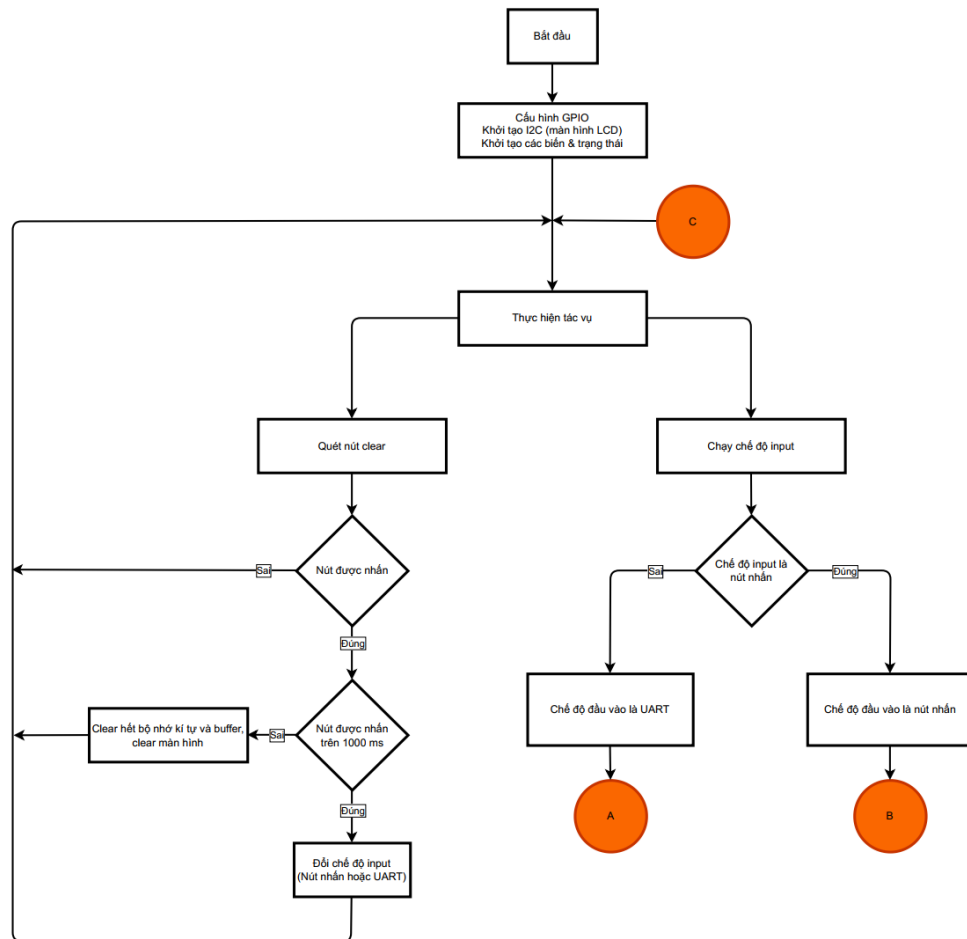 Bắt đầu
Cấu hình GPIO
Khởi tạo I2C (màn hình LCD)
Khởi tạo các biến & trạng thái
C
Thực hiện tác vụ
Quét nút clear
Chạy chế độ input
Nút được nhấn
Sai
Đúng
Chế độ input là
nút nhấn
Sai
Đúng
Nút được nhấn
trên 1000 ms
Sai
Clear hết bộ nhớ kí tự và buffer,
clear màn hình
Đúng
Đổi chế độ input
(Nút nhấn hoặc UART)
Chế độ đầu vào là UART
Chế độ đầu vào là nút nhấn
A
B